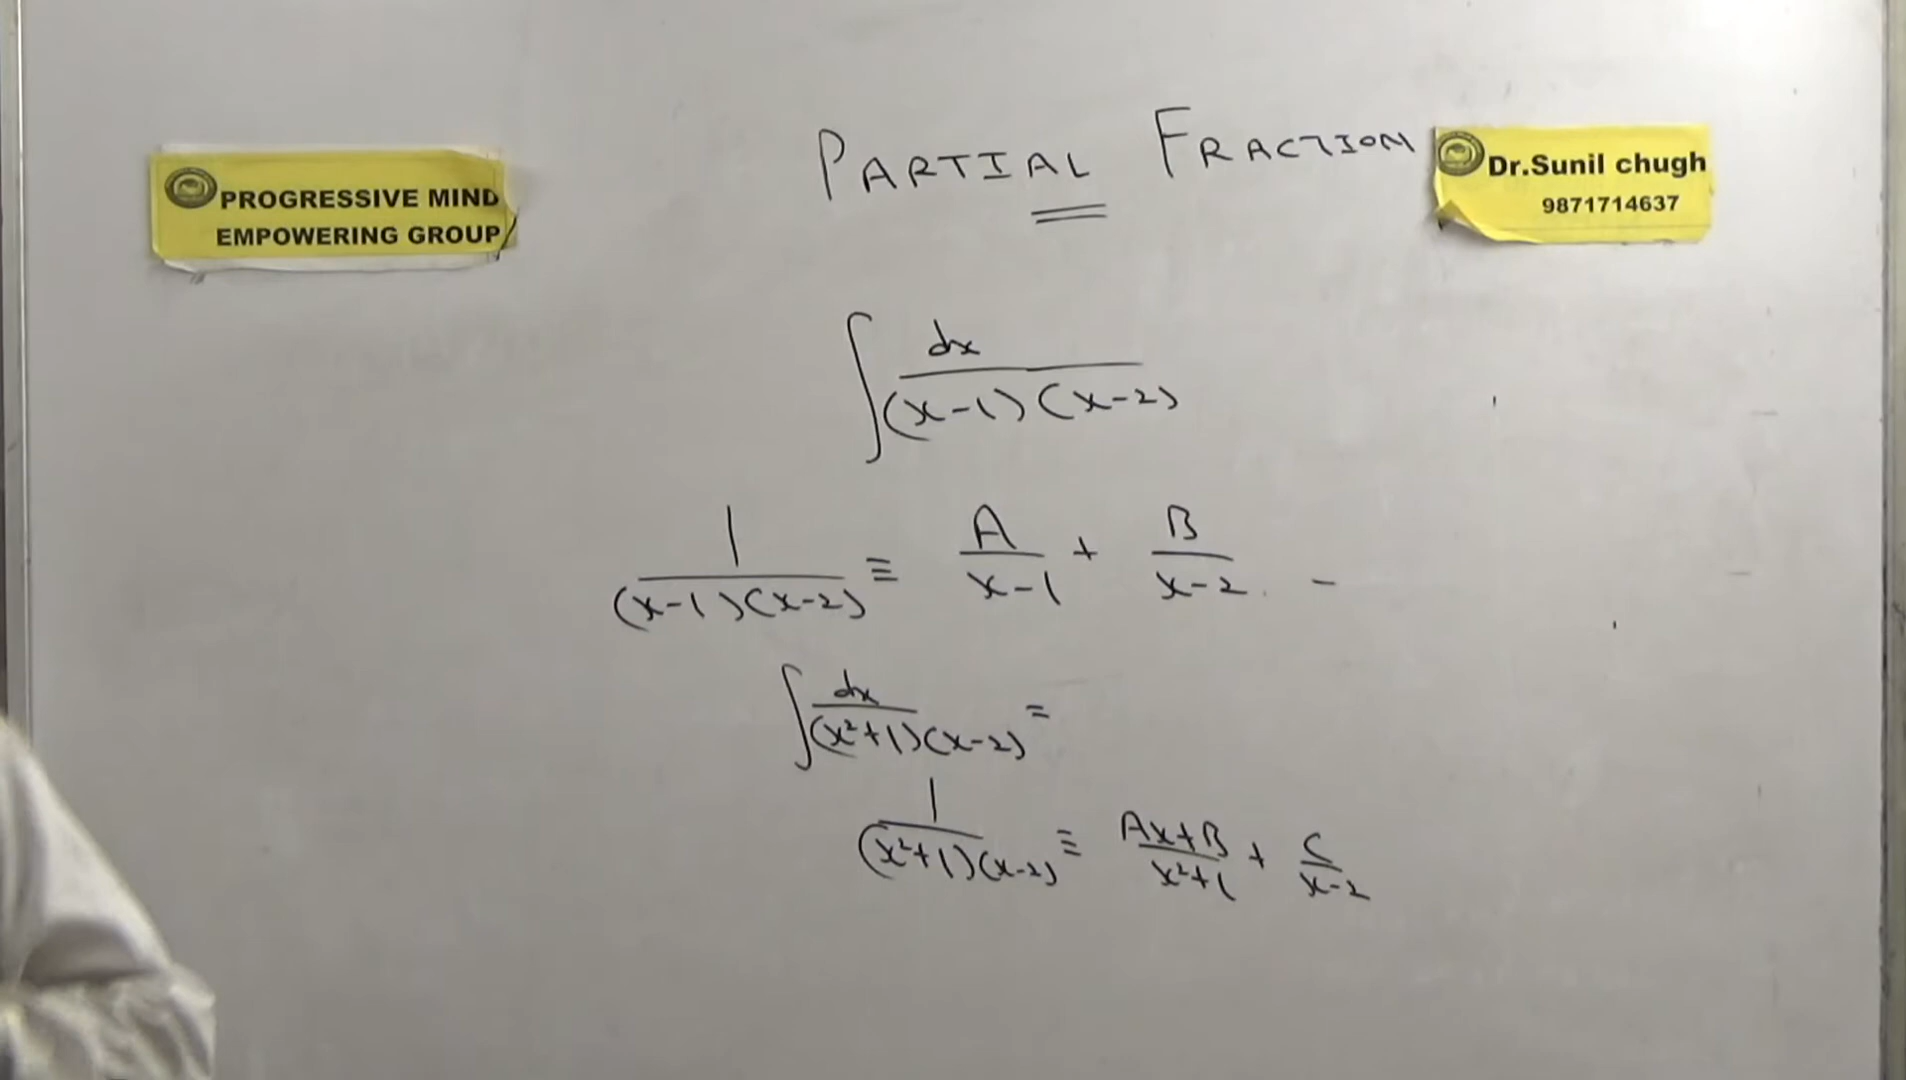 PARTIAL FRACTION
PROGRESSIVE MIND
EMPOWERING GROUP
Dr.Sunil chugh
9871714637
∫ dx / (x-1)(x-2)
1 / (x-1)(x-2) ≡ A / x-1 + B / x-2 -
∫ dx / (x²+1)(x-2) =
1 / (x²+1)(x-2) ≡ Ax+B / x²+1 + C / x-2